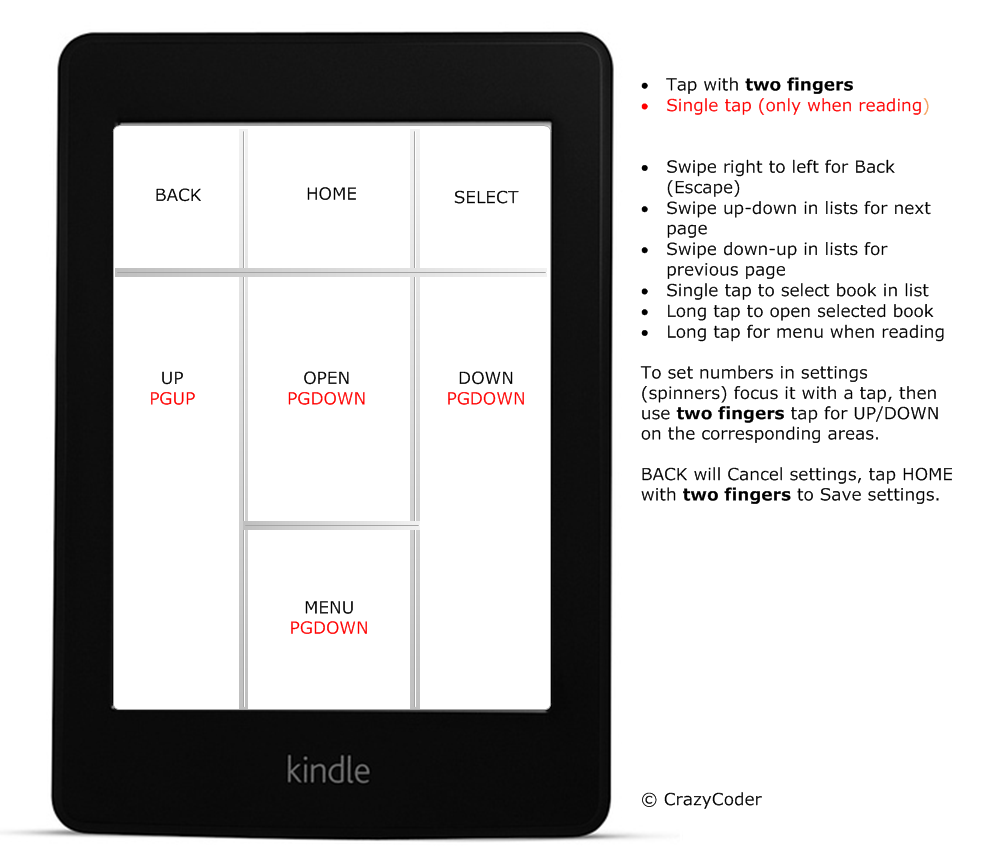 BACK
HOME
SELECT
UP
PGUP
OPEN
PGDOWN
DOWN
PGDOWN
MENU
PGDOWN
kindle
• Tap with two fingers
• Single tap (only when reading)
• Swipe right to left for Back
(Escape)
• Swipe up-down in lists for next
page
• Swipe down-up in lists for
previous page
• Single tap to select book in list
• Long tap to open selected book
• Long tap for menu when reading
To set numbers in settings
(spinners) focus it with a tap, then
use two fingers tap for UP/DOWN
on the corresponding areas.
BACK will Cancel settings, tap HOME
with two fingers to Save settings.
© CrazyCoder